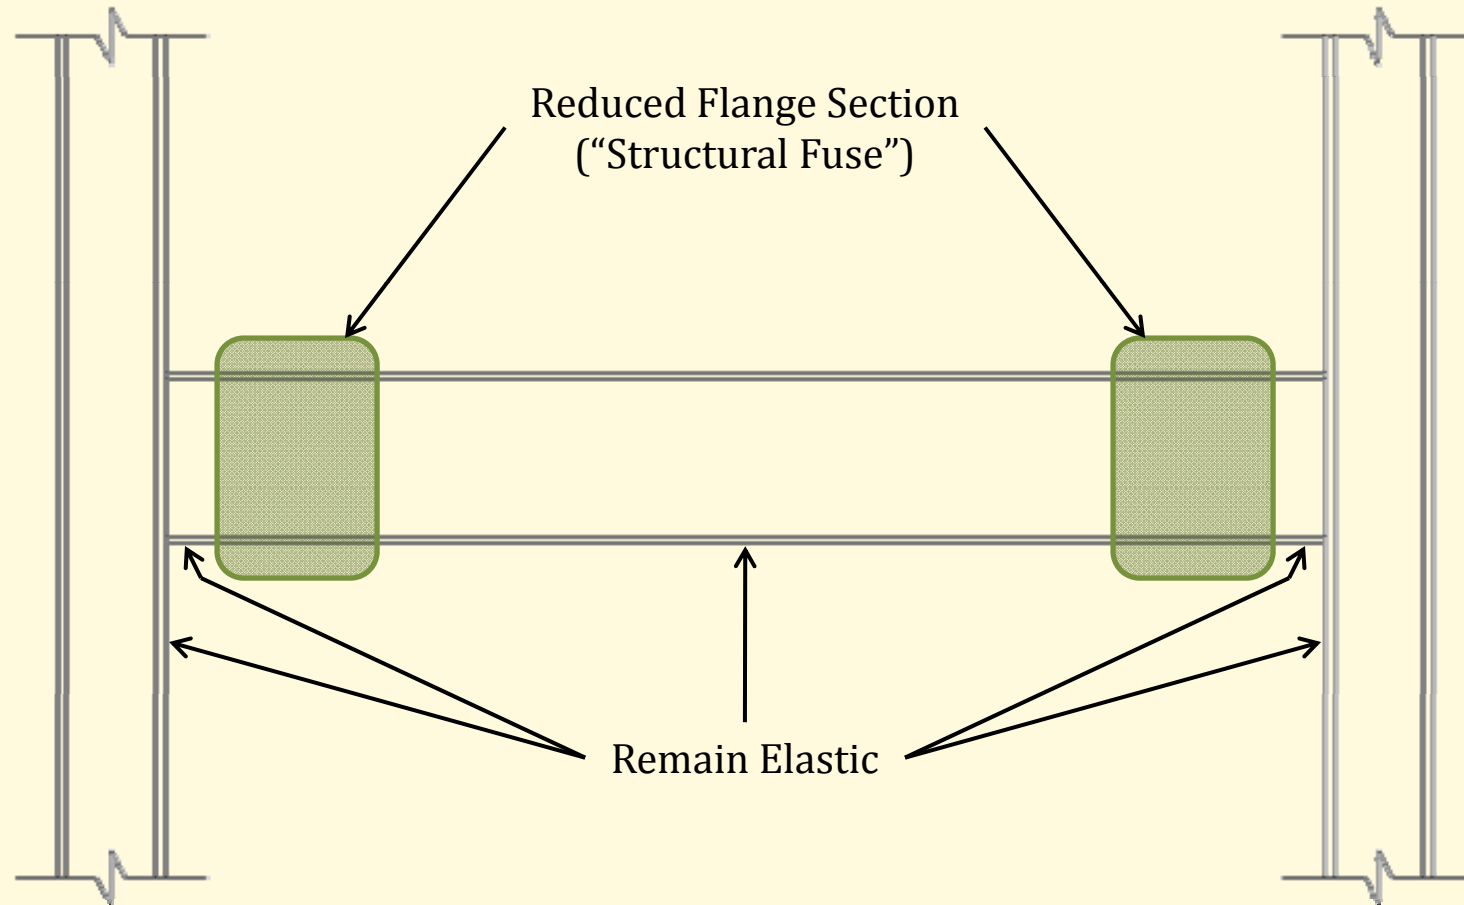 Reduced Flange Section
(“Structural Fuse”)
Remain Elastic